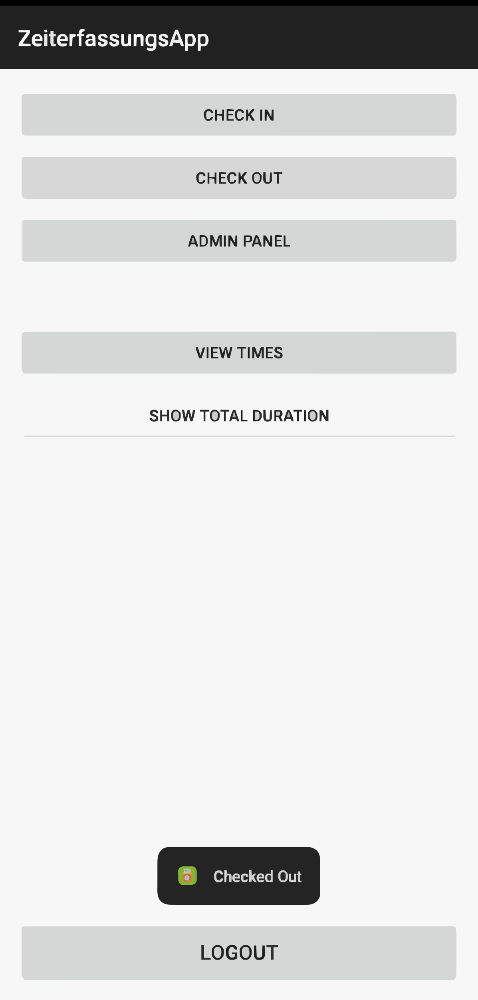 ZeiterfassungsApp
CHECK IN
CHECK OUT
ADMIN PANEL
VIEW TIMES
SHOW TOTAL DURATION
Checked Out
LOGOUT